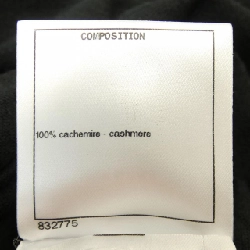 COMPOSITION
100% cachemire - cashmere
832775